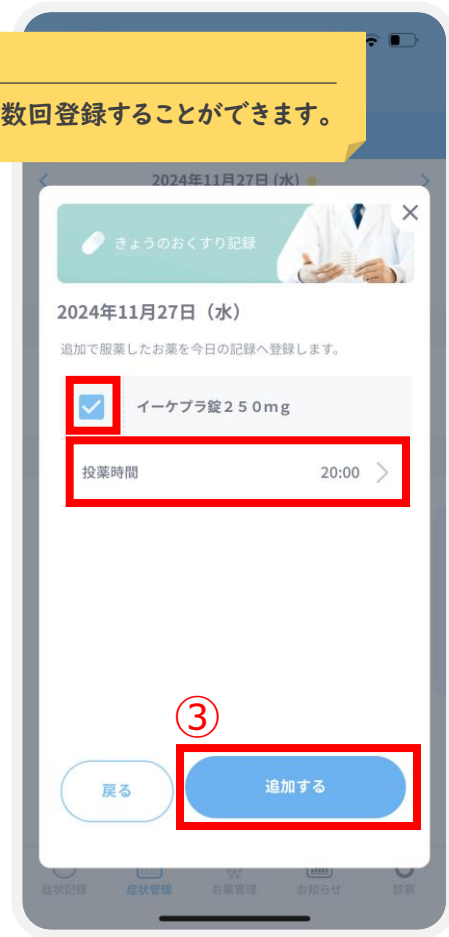 数回登録することができます。
2024年11月27日 (水)
きょうのおくすり記録
2024年11月27日（水）
追加で服薬したお薬を今日の記録へ登録します。
イーケプラ錠２５０mg
投薬時間 20:00
③
戻る 追加する
症状記録 症状管理 お薬管理 お知らせ 診察